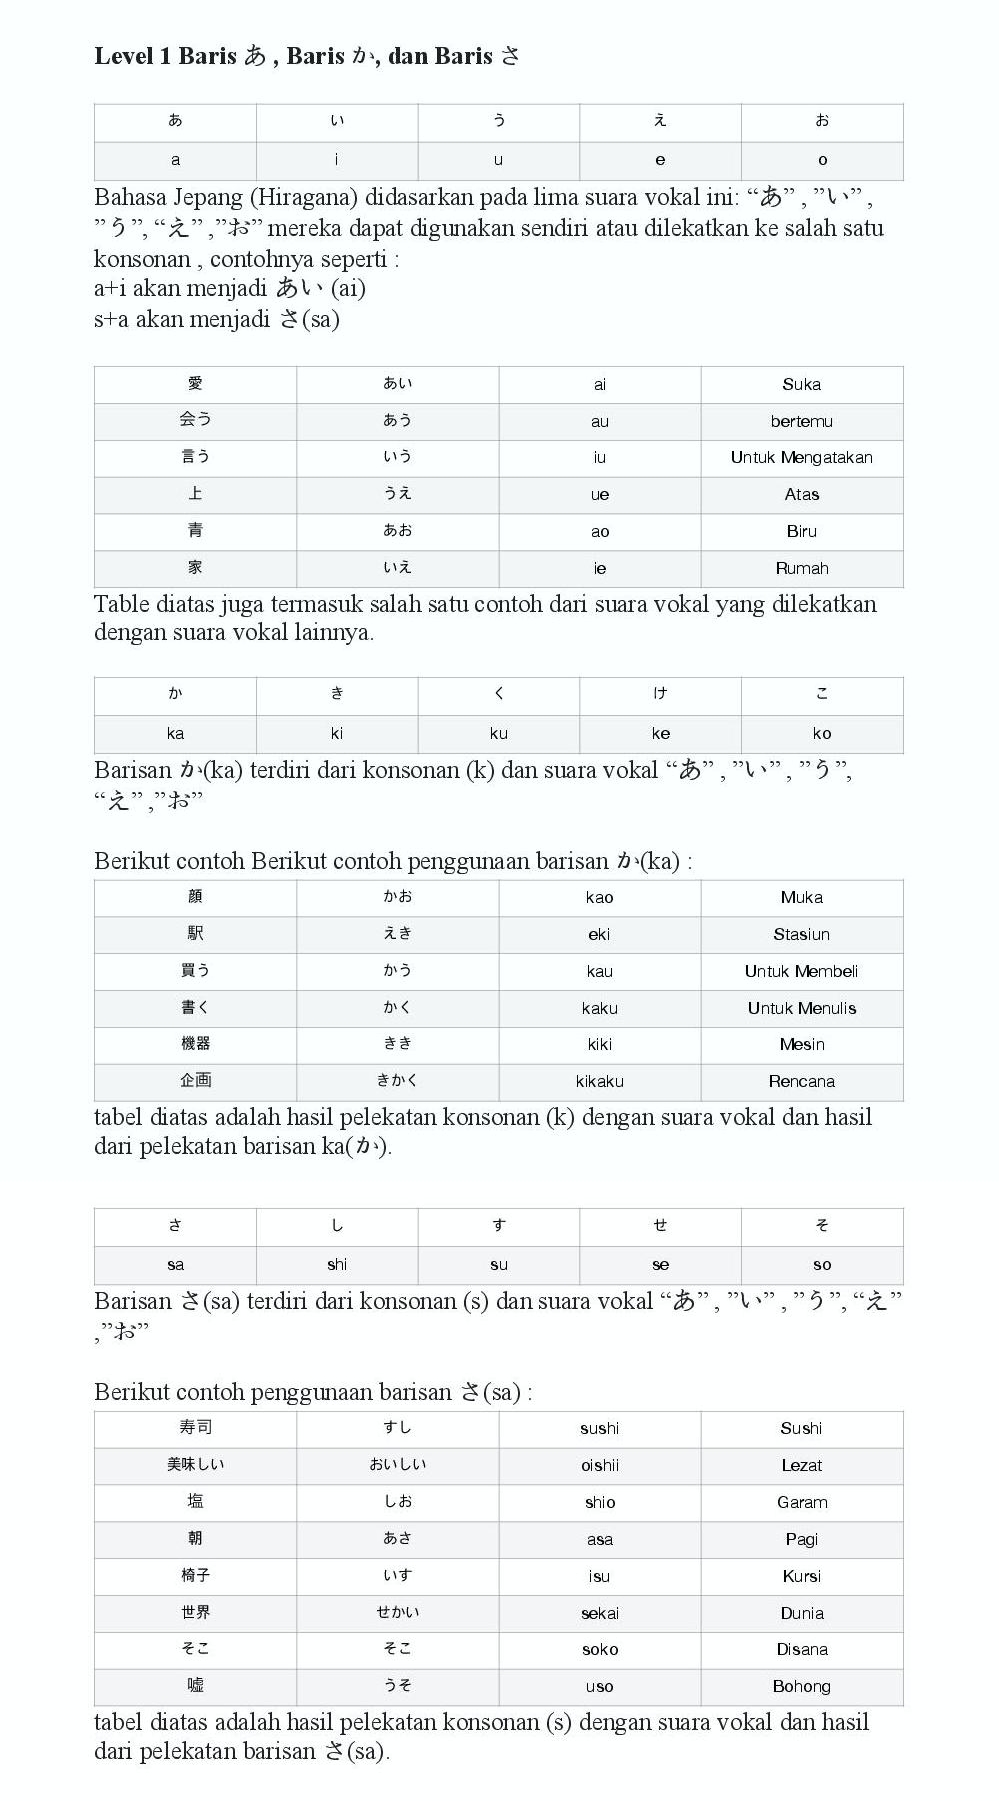 Level 1 Baris あ , Baris か, dan Baris さ
あ い う え お
a i u e o
Bahasa Jepang (Hiragana) didasarkan pada lima suara vokal ini: “あ” , ”い” ,
”う”, “え” ,”お” mereka dapat digunakan sendiri atau dilekatkan ke salah satu
konsonan , contohnya seperti :
a+i akan menjadi あい (ai)
s+a akan menjadi さ(sa)
愛 あい ai Suka
会う あう au bertemu
言う いう iu Untuk Mengatakan
上 うえ ue Atas
青 あお ao Biru
家 いえ ie Rumah
Table diatas juga termasuk salah satu contoh dari suara vokal yang dilekatkan
dengan suara vokal lainnya.
か き く け こ
ka ki ku ke ko
Barisan か(ka) terdiri dari konsonan (k) dan suara vokal “あ” , ”い” , ”う”,
“え” ,”お”
Berikut contoh Berikut contoh penggunaan barisan か(ka) :
顔 かお kao Muka
駅 えき eki Stasiun
買う かう kau Untuk Membeli
書く かく kaku Untuk Menulis
機器 きき kiki Mesin
企画 きかく kikaku Rencana
tabel diatas adalah hasil pelekatan konsonan (k) dengan suara vokal dan hasil
dari pelekatan barisan ka(か).
さ し す せ そ
sa shi su se so
Barisan さ(sa) terdiri dari konsonan (s) dan suara vokal “あ” , ”い” , ”う”, “え”
,”お”
Berikut contoh penggunaan barisan さ(sa) :
寿司 すし sushi Sushi
美味しい おいしい oishii Lezat
塩 しお shio Garam
朝 あさ asa Pagi
椅子 いす isu Kursi
世界 せかい sekai Dunia
そこ そこ soko Disana
嘘 うそ uso Bohong
tabel diatas adalah hasil pelekatan konsonan (s) dengan suara vokal dan hasil
dari pelekatan barisan さ(sa).